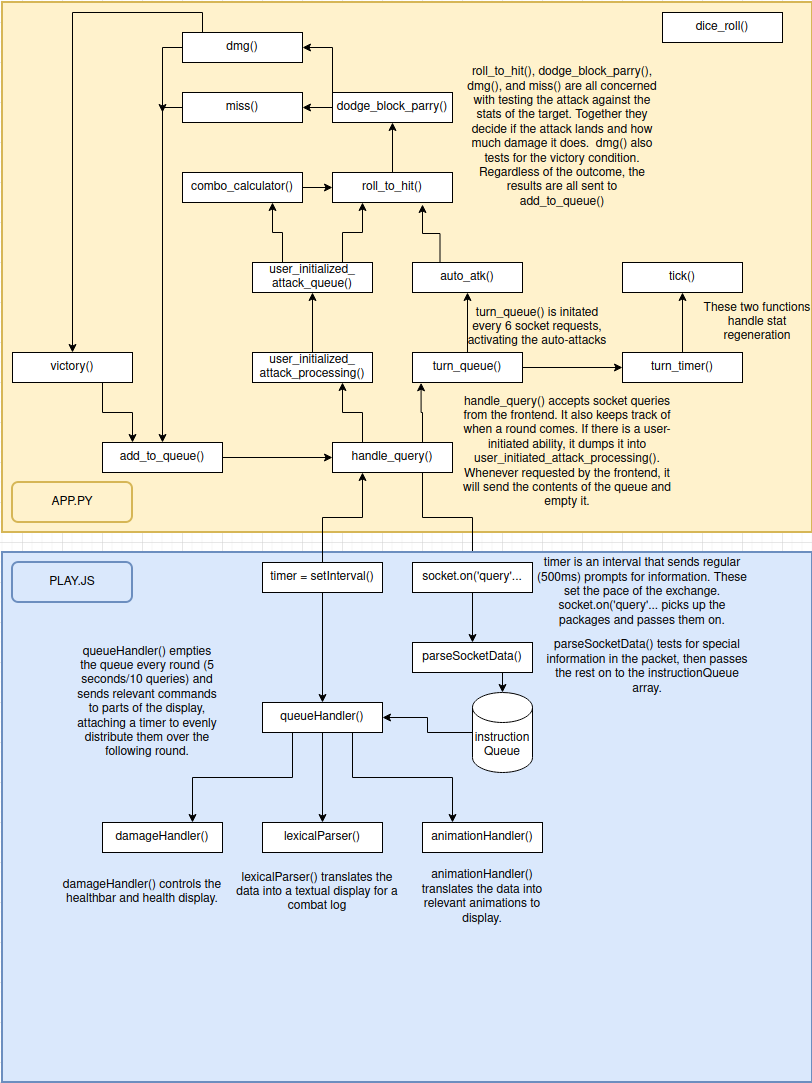 dice_roll()
dmg()
miss()
dodge_block_parry()
roll_to_hit(), dodge_block_parry(),
dmg(), and miss() are all concerned
with testing the attack against the
stats of the target. Together they
decide if the attack lands and how
much damage it does.  dmg() also
tests for the victory condition.
Regardless of the outcome, the
results are all sent to
add_to_queue()
combo_calculator()
roll_to_hit()
user_initialized_
attack_queue()
auto_atk()
tick()
turn_queue() is initated
every 6 socket requests,
activating the auto-attacks
These two functions
handle stat
regeneration
victory()
user_initialized_
attack_processing()
turn_queue()
turn_timer()
handle_query() accepts socket queries
from the frontend. It also keeps track of
when a round comes. If there is a user-
initiated ability, it dumps it into
user_initiated_attack_processing().
Whenever requested by the frontend, it
will send the contents of the queue and
empty it.
add_to_queue()
handle_query()
APP.PY
PLAY.JS
timer = setInterval()
socket.on('query'...
timer is an interval that sends regular
(500ms) prompts for information. These
set the pace of the exchange.
socket.on('query'... picks up the
packages and passes them on.
parseSocketData()
parseSocketData() tests for special
information in the packet, then passes
the rest on to the instructionQueue
array.
queueHandler() empties
the queue every round (5
seconds/10 queries) and
sends relevant commands
to parts of the display,
attaching a timer to evenly
distribute them over the
following round.
queueHandler()
instruction
Queue
damageHandler()
lexicalParser()
animationHandler()
damageHandler() controls the
healthbar and health display.
lexicalParser() translates the
data into a textual display for a
combat log
animationHandler()
translates the data into
relevant animations to
display.